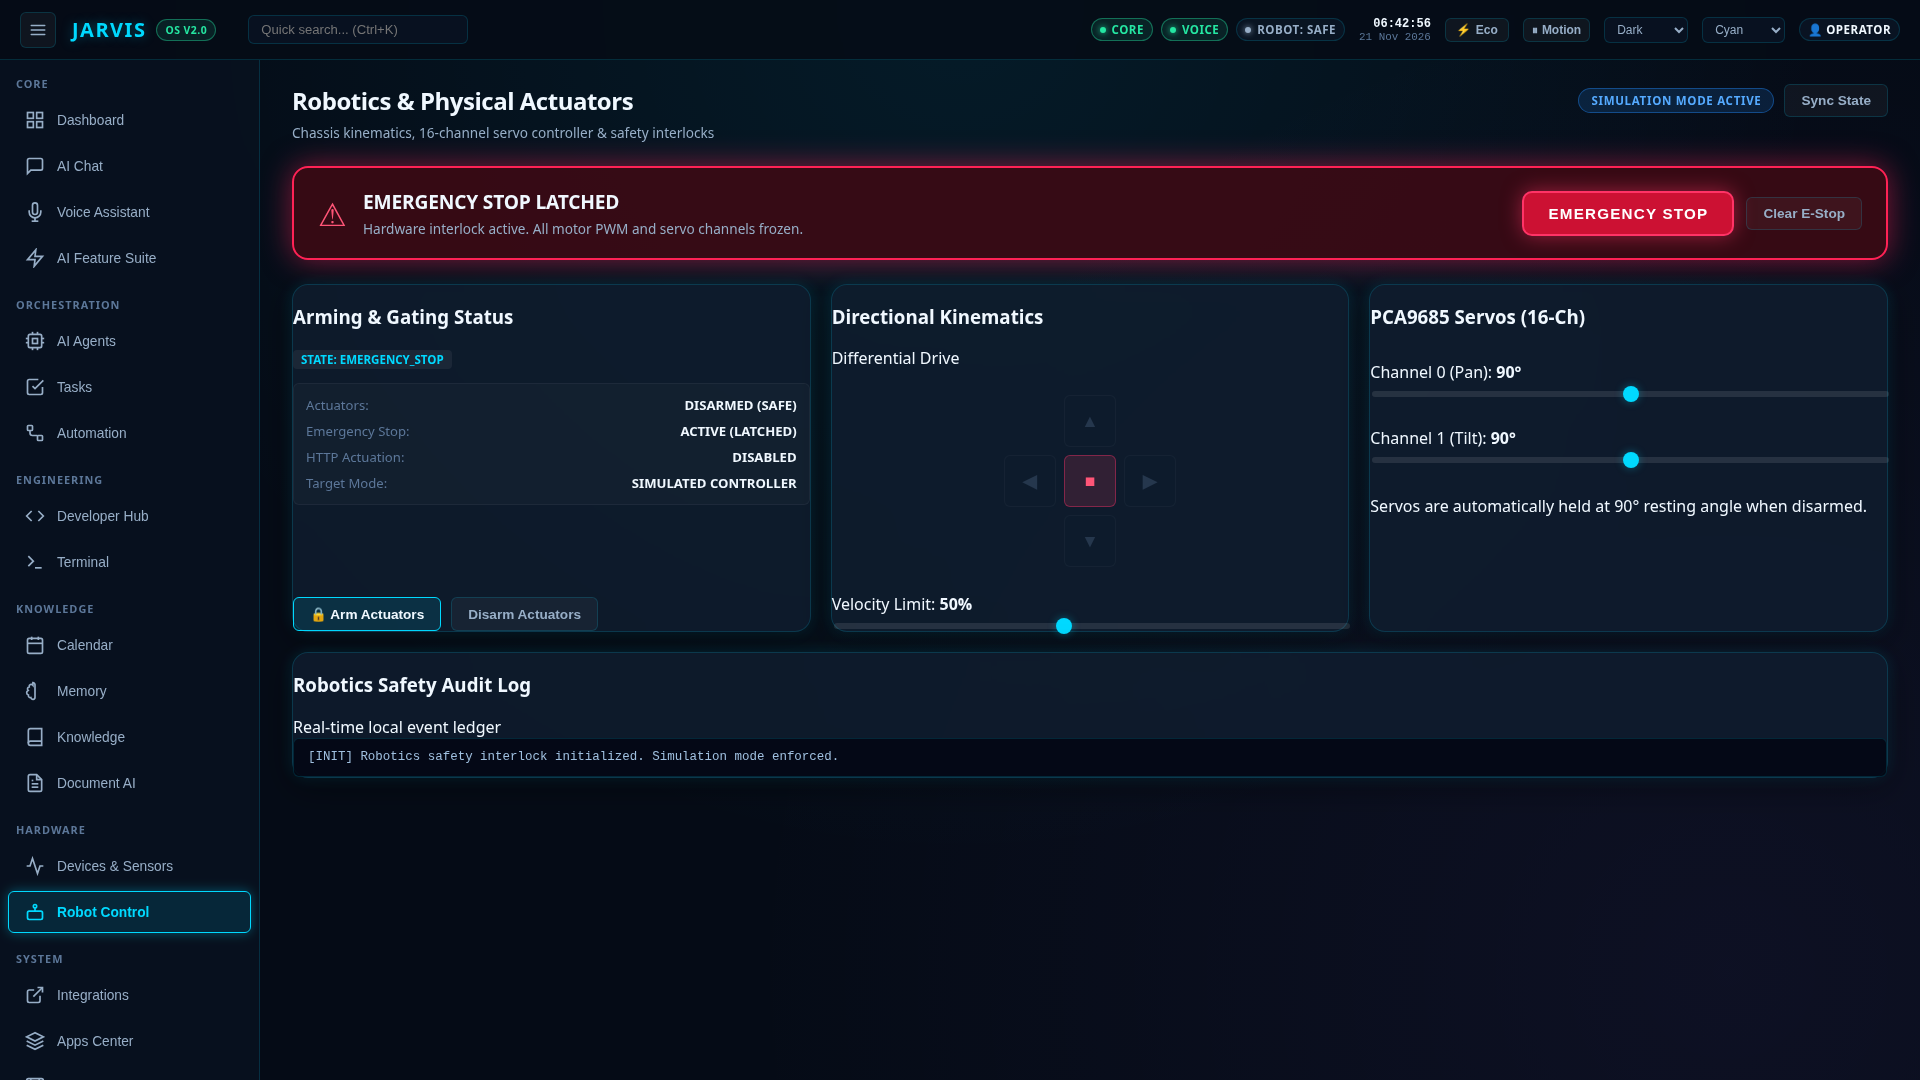 JARVIS
OS V2.0
Quick search... (Ctrl+K)
CORE
VOICE
ROBOT: SAFE
06:42:56
21 Nov 2026
⚡ Eco
Motion
Dark
Cyan
👤 OPERATOR
CORE
Dashboard
AI Chat
Voice Assistant
AI Feature Suite
ORCHESTRATION
AI Agents
Tasks
Automation
ENGINEERING
Developer Hub
Terminal
KNOWLEDGE
Calendar
Memory
Knowledge
Document AI
HARDWARE
Devices & Sensors
Robot Control
SYSTEM
Integrations
Apps Center
Robotics & Physical Actuators
Chassis kinematics, 16-channel servo controller & safety interlocks
SIMULATION MODE ACTIVE
Sync State
⚠ EMERGENCY STOP LATCHED
Hardware interlock active. All motor PWM and servo channels frozen.
EMERGENCY STOP
Clear E-Stop
Arming & Gating Status
STATE: EMERGENCY_STOP
Actuators: DISARMED (SAFE)
Emergency Stop: ACTIVE (LATCHED)
HTTP Actuation: DISABLED
Target Mode: SIMULATED CONTROLLER
🔒 Arm Actuators
Disarm Actuators
Directional Kinematics
Differential Drive
▲
◀ ■ ▶
▼
Velocity Limit: 50%
PCA9685 Servos (16-Ch)
Channel 0 (Pan): 90°
Channel 1 (Tilt): 90°
Servos are automatically held at 90° resting angle when disarmed.
Robotics Safety Audit Log
Real-time local event ledger
[INIT] Robotics safety interlock initialized. Simulation mode enforced.